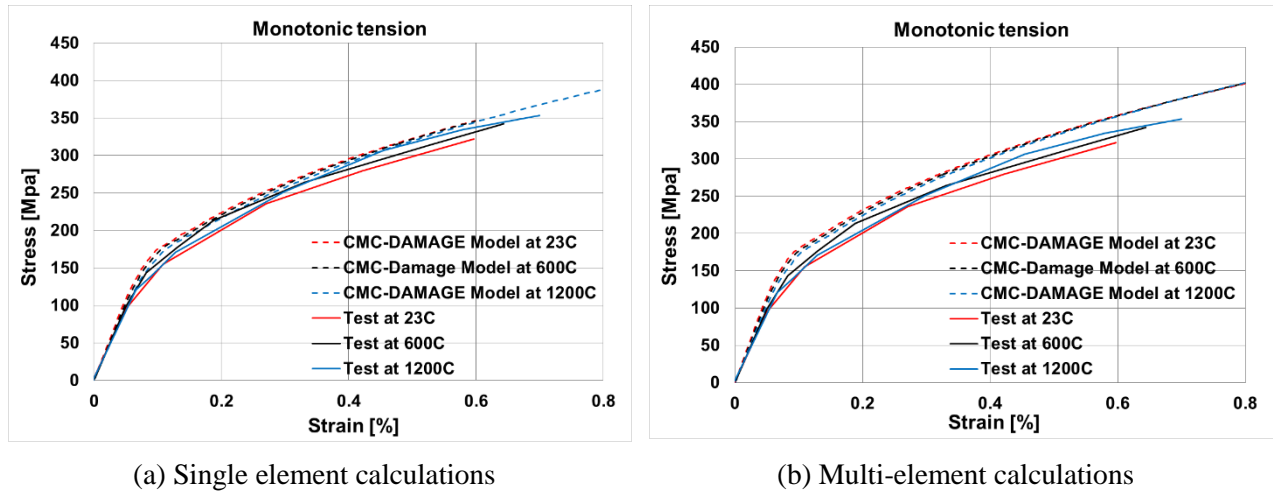 Monotonic tension
450
400
350
300
250
200
150
100
50
0
Stress [Mpa]
CMC-DAMAGE Model at 23C
CMC-Damage Model at 600C
CMC-DAMAGE Model at 1200C
Test at 23C
Test at 600C
Test at 1200C
0 0.2 0.4 0.6 0.8
Strain [%]
(a) Single element calculations
Monotonic tension
450
400
350
300
250
200
150
100
50
0
Stress [Mpa]
CMC-DAMAGE Model at 23C
CMC-Damage Model at 600C
CMC-DAMAGE Model at 1200C
Test at 23C
Test at 600C
Test at 1200C
0 0.2 0.4 0.6 0.8
Strain [%]
(b) Multi-element calculations